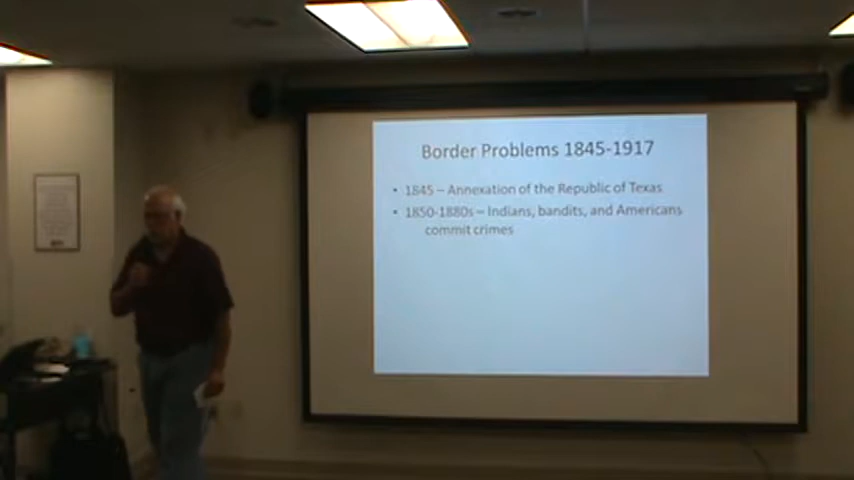 Border Problems 1845-1917
• 1845 – Annexation of the Republic of Texas
• 1850-1880s – Indians, bandits, and Americans
commit crimes